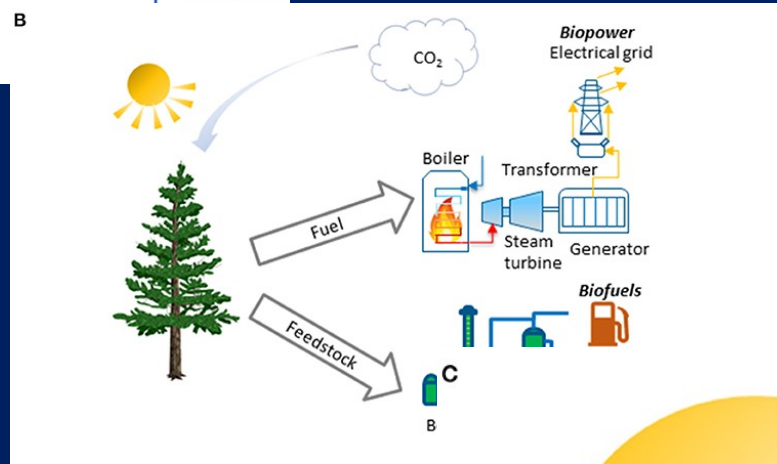 B
CO₂
Biopower
Electrical grid
Boiler
Transformer
Fuel
Steam
turbine
Generator
Biofuels
Feedstock
C
B